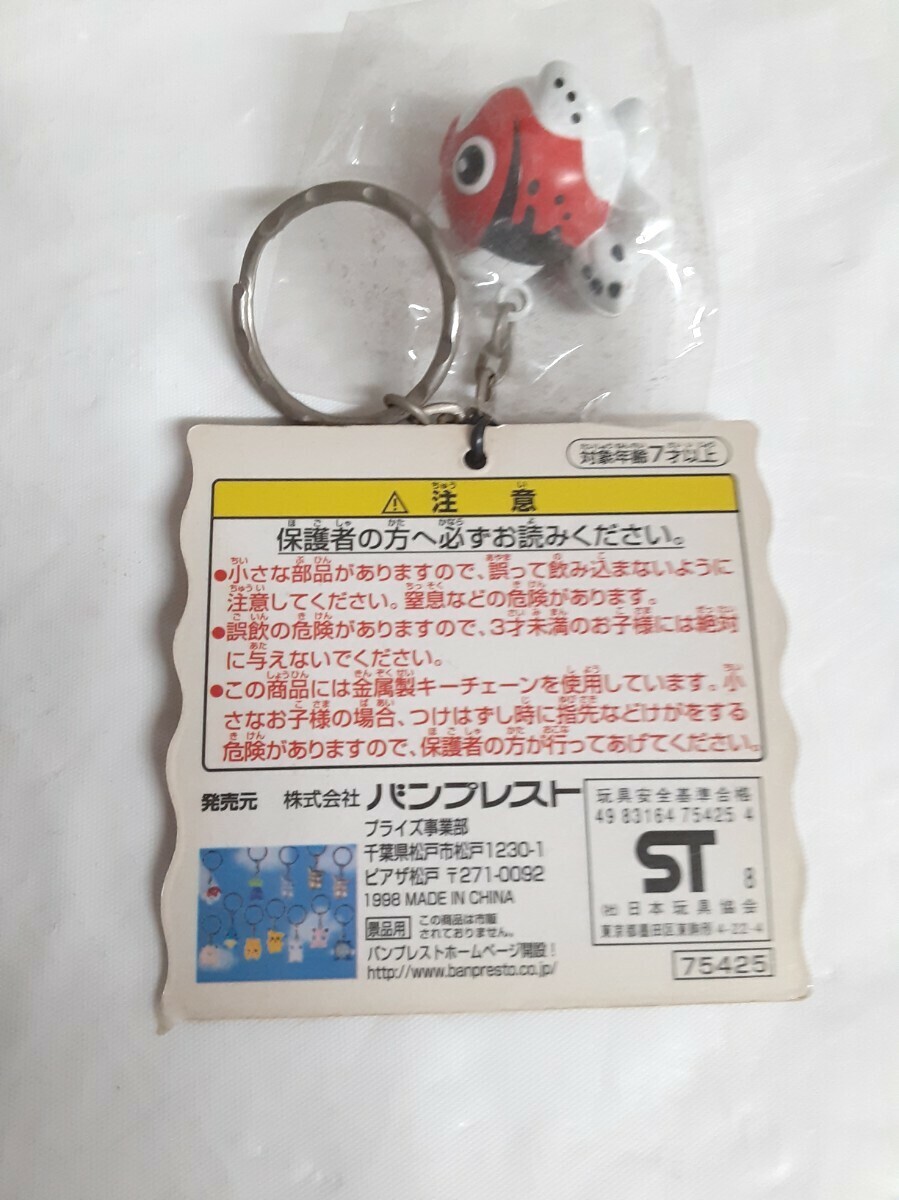 対象年齢7才以上
⚠ 注意
保護者の方へ必ずお読みください。
●小さな部品がありますので、誤って飲み込まないように
注意してください。窒息などの危険があります。
●誤飲の危険がありますので、3才未満のお子様には絶対
に与えないでください。
●この商品には金属製キーチェーンを使用しています。小
さなお子様の場合、つけはずし時に指先などけがをする
危険がありますので、保護者の方が行ってあげてください。
発売元 株式会社 バンプレスト
プライズ事業部
千葉県松戸市松戸1230-1
ピアザ松戸 〒271-0092
1998 MADE IN CHINA
景品用 この商品は市販
されておりません。
バンプレストホームページ開設!
http://www.banpresto.co.jp/
玩具安全基準合格
49 83164 75425 4
ST 8
(社)日本玩具協会
東京都墨田区東駒形 4-22-4
75425